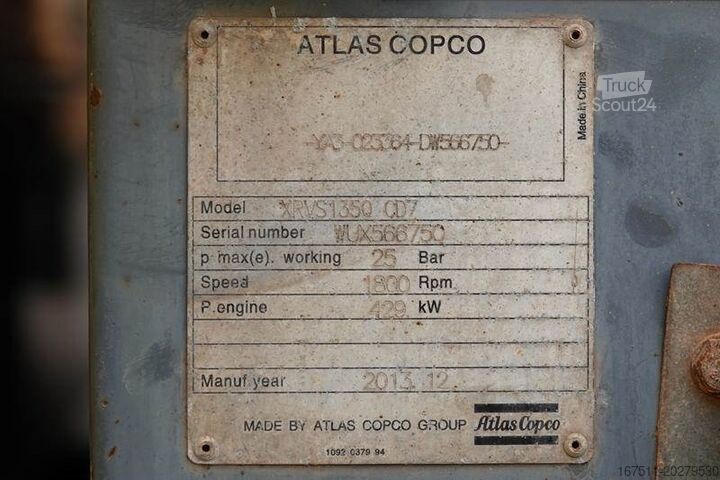 ATLAS COPCO
Truck
Scout24
Made in China
-YA3-023364-DW566750-
Model XRVS1350 CD7
Serial number WUX566750
p max(e). working 25 Bar
Speed 1800 Rpm
P.engine 429 kW
Manuf year 2013.12
MADE BY ATLAS COPCO GROUP Atlas Copco
1092 0379 94
167511-20279530